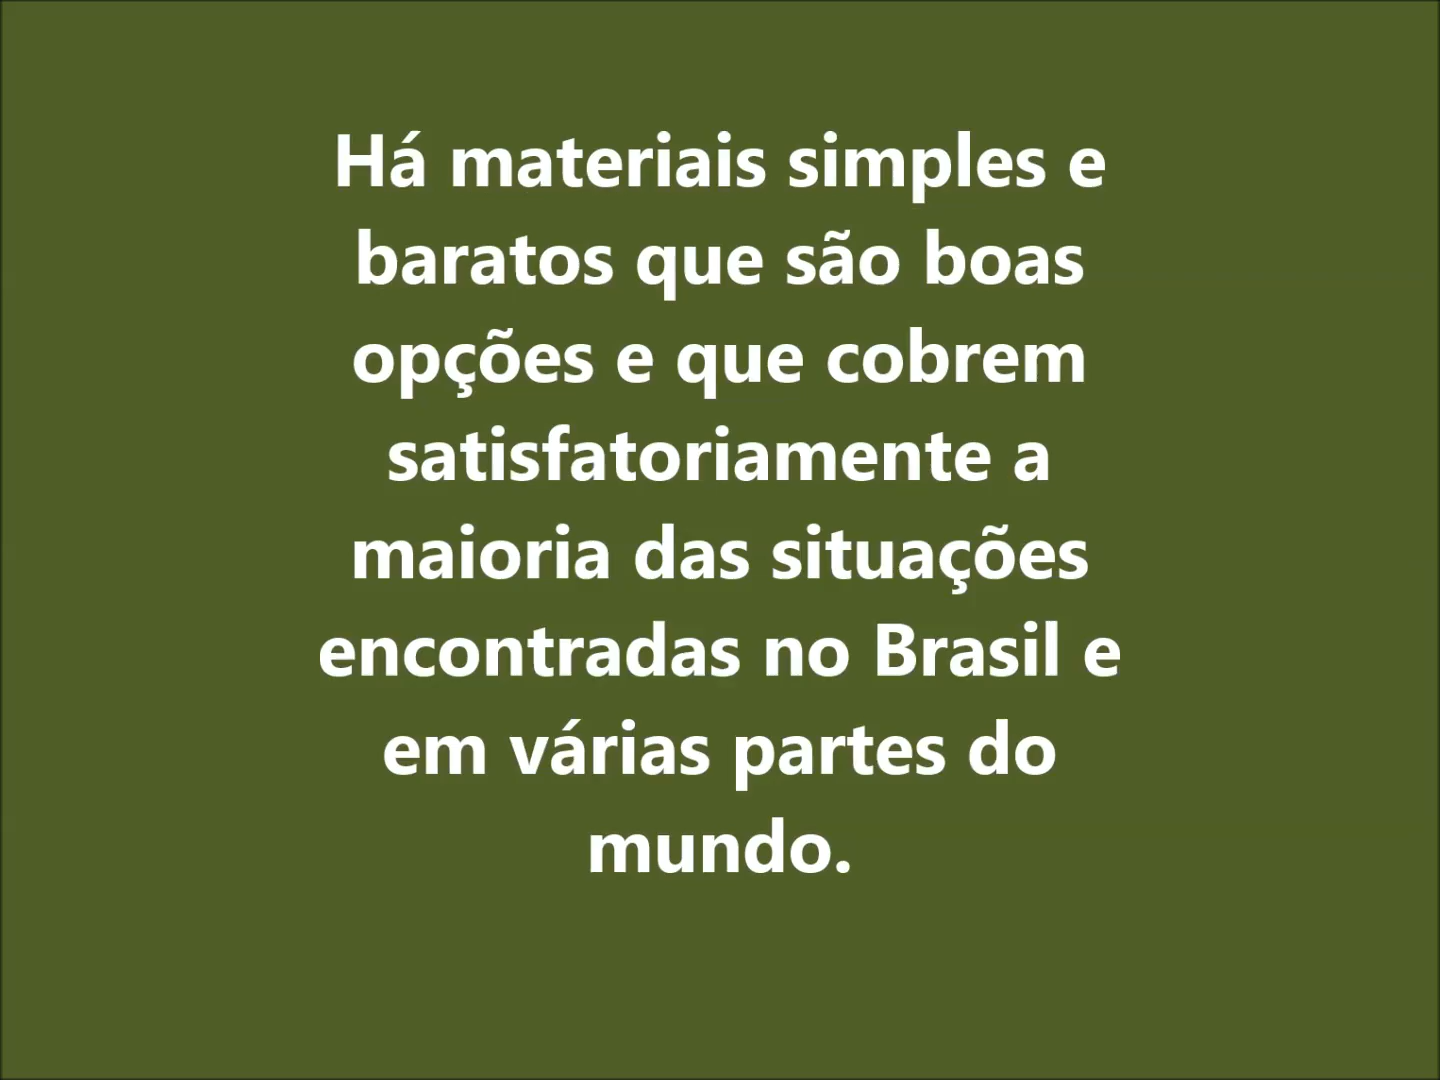 Há materiais simples e
baratos que são boas
opções e que cobrem
satisfatoriamente a
maioria das situações
encontradas no Brasil e
em várias partes do
mundo.